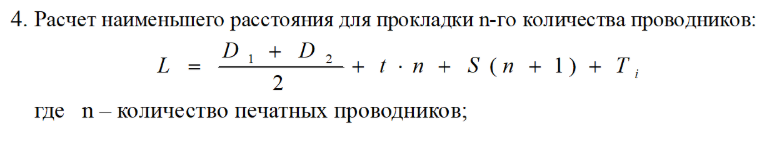 4. Расчет наименьшего расстояния для прокладки n-го количества проводников:
L = (D₁ + D₂) / 2 + t · n + S (n + 1) + Tᵢ
где n – количество печатных проводников;